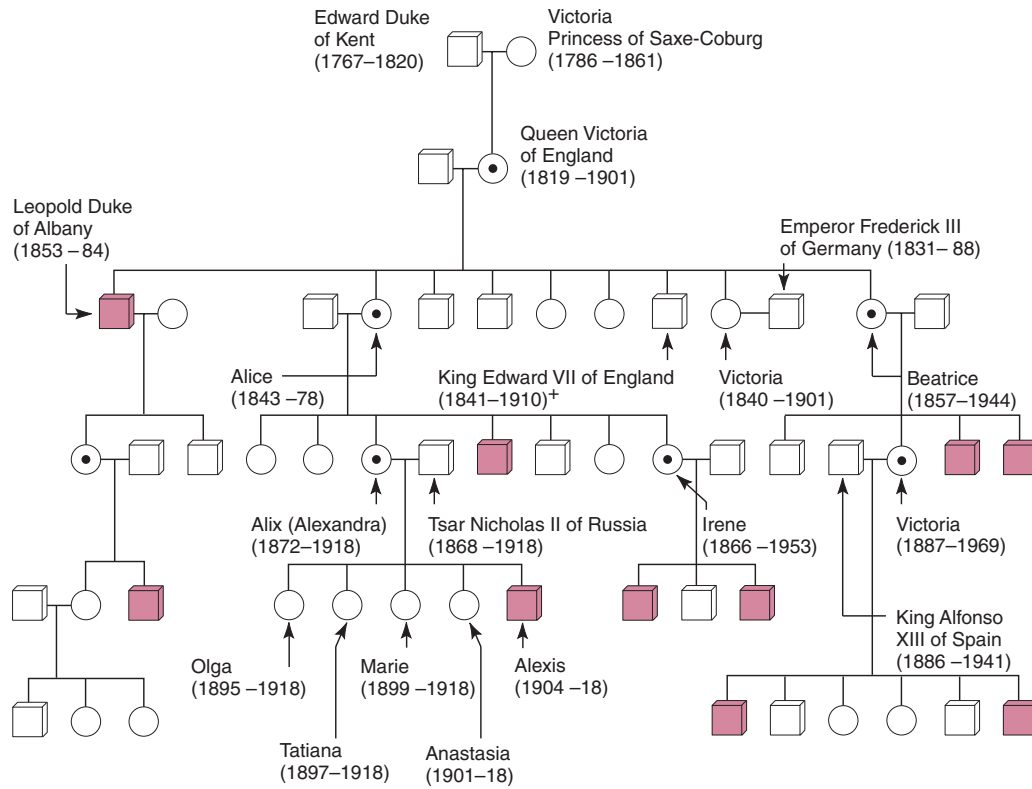 Edward Duke
of Kent
(1767–1820)
Victoria
Princess of Saxe-Coburg
(1786 –1861)
Queen Victoria
of England
(1819 –1901)
Leopold Duke
of Albany
(1853 – 84)
Emperor Frederick III
of Germany (1831– 88)
Alice
(1843 –78)
King Edward VII of England
(1841–1910)+
Victoria
(1840 –1901)
Beatrice
(1857–1944)
Alix (Alexandra)
(1872–1918)
Tsar Nicholas II of Russia
(1868 –1918)
Irene
(1866 –1953)
Victoria
(1887–1969)
King Alfonso
XIII of Spain
(1886 –1941)
Olga
(1895 –1918)
Marie
(1899 –1918)
Alexis
(1904 –18)
Tatiana
(1897–1918)
Anastasia
(1901–18)